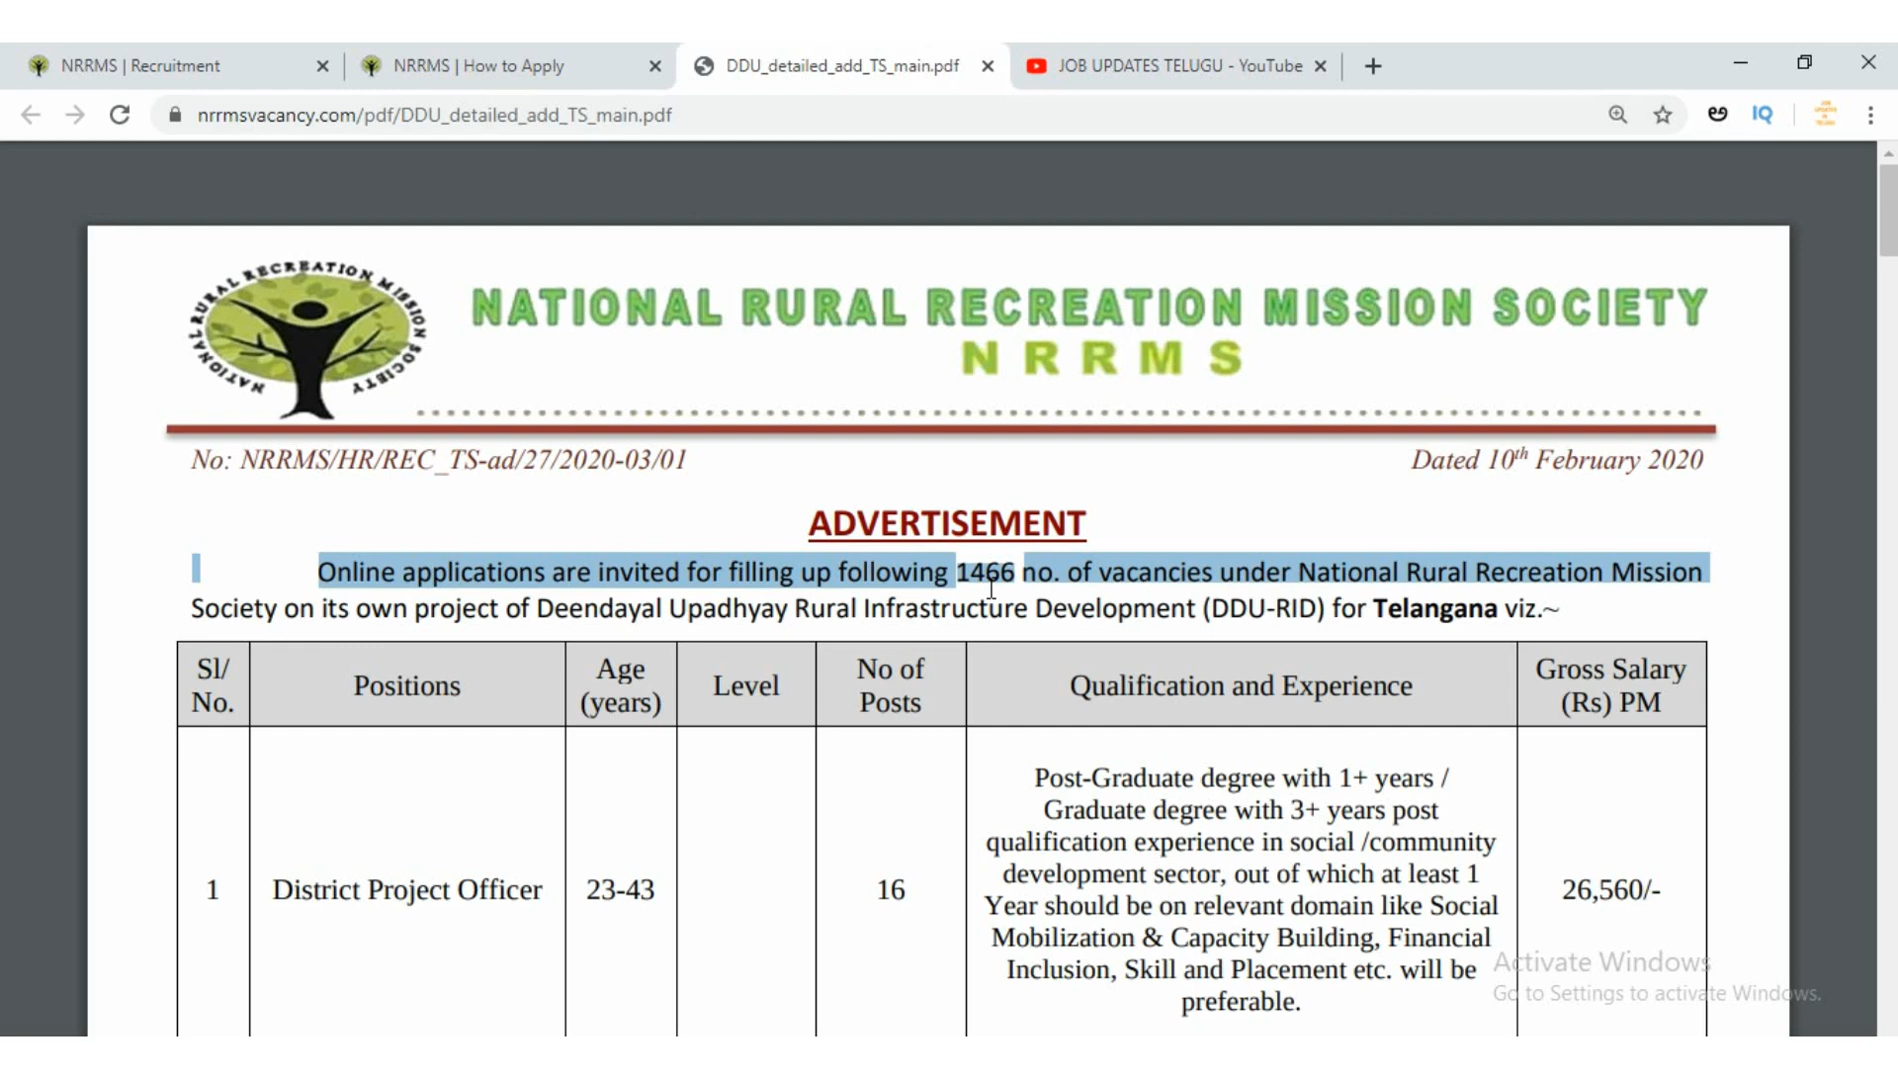 NRRMS | Recruitment
NRRMS | How to Apply
DDU_detailed_add_TS_main.pdf
JOB UPDATES TELUGU - YouTube
nrrmsvacancy.com/pdf/DDU_detailed_add_TS_main.pdf
IQ
NATIONAL RURAL RECREATION MISSION SOCIETY
NATIONAL RURAL RECREATION MISSION SOCIETY
N R R M S
No: NRRMS/HR/REC_TS-ad/27/2020-03/01
Dated 10th February 2020
ADVERTISEMENT
Online applications are invited for filling up following 1466 no. of vacancies under National Rural Recreation Mission
Society on its own project of Deendayal Upadhyay Rural Infrastructure Development (DDU-RID) for Telangana viz.~
Sl/
No.
Positions
Age
(years)
Level
No of
Posts
Qualification and Experience
Gross Salary
(Rs) PM
1
District Project Officer
23-43
16
Post-Graduate degree with 1+ years /
Graduate degree with 3+ years post
qualification experience in social /community
development sector, out of which at least 1
Year should be on relevant domain like Social
Mobilization & Capacity Building, Financial
Inclusion, Skill and Placement etc. will be
preferable.
26,560/-
Activate Windows
Go to Settings to activate Windows.